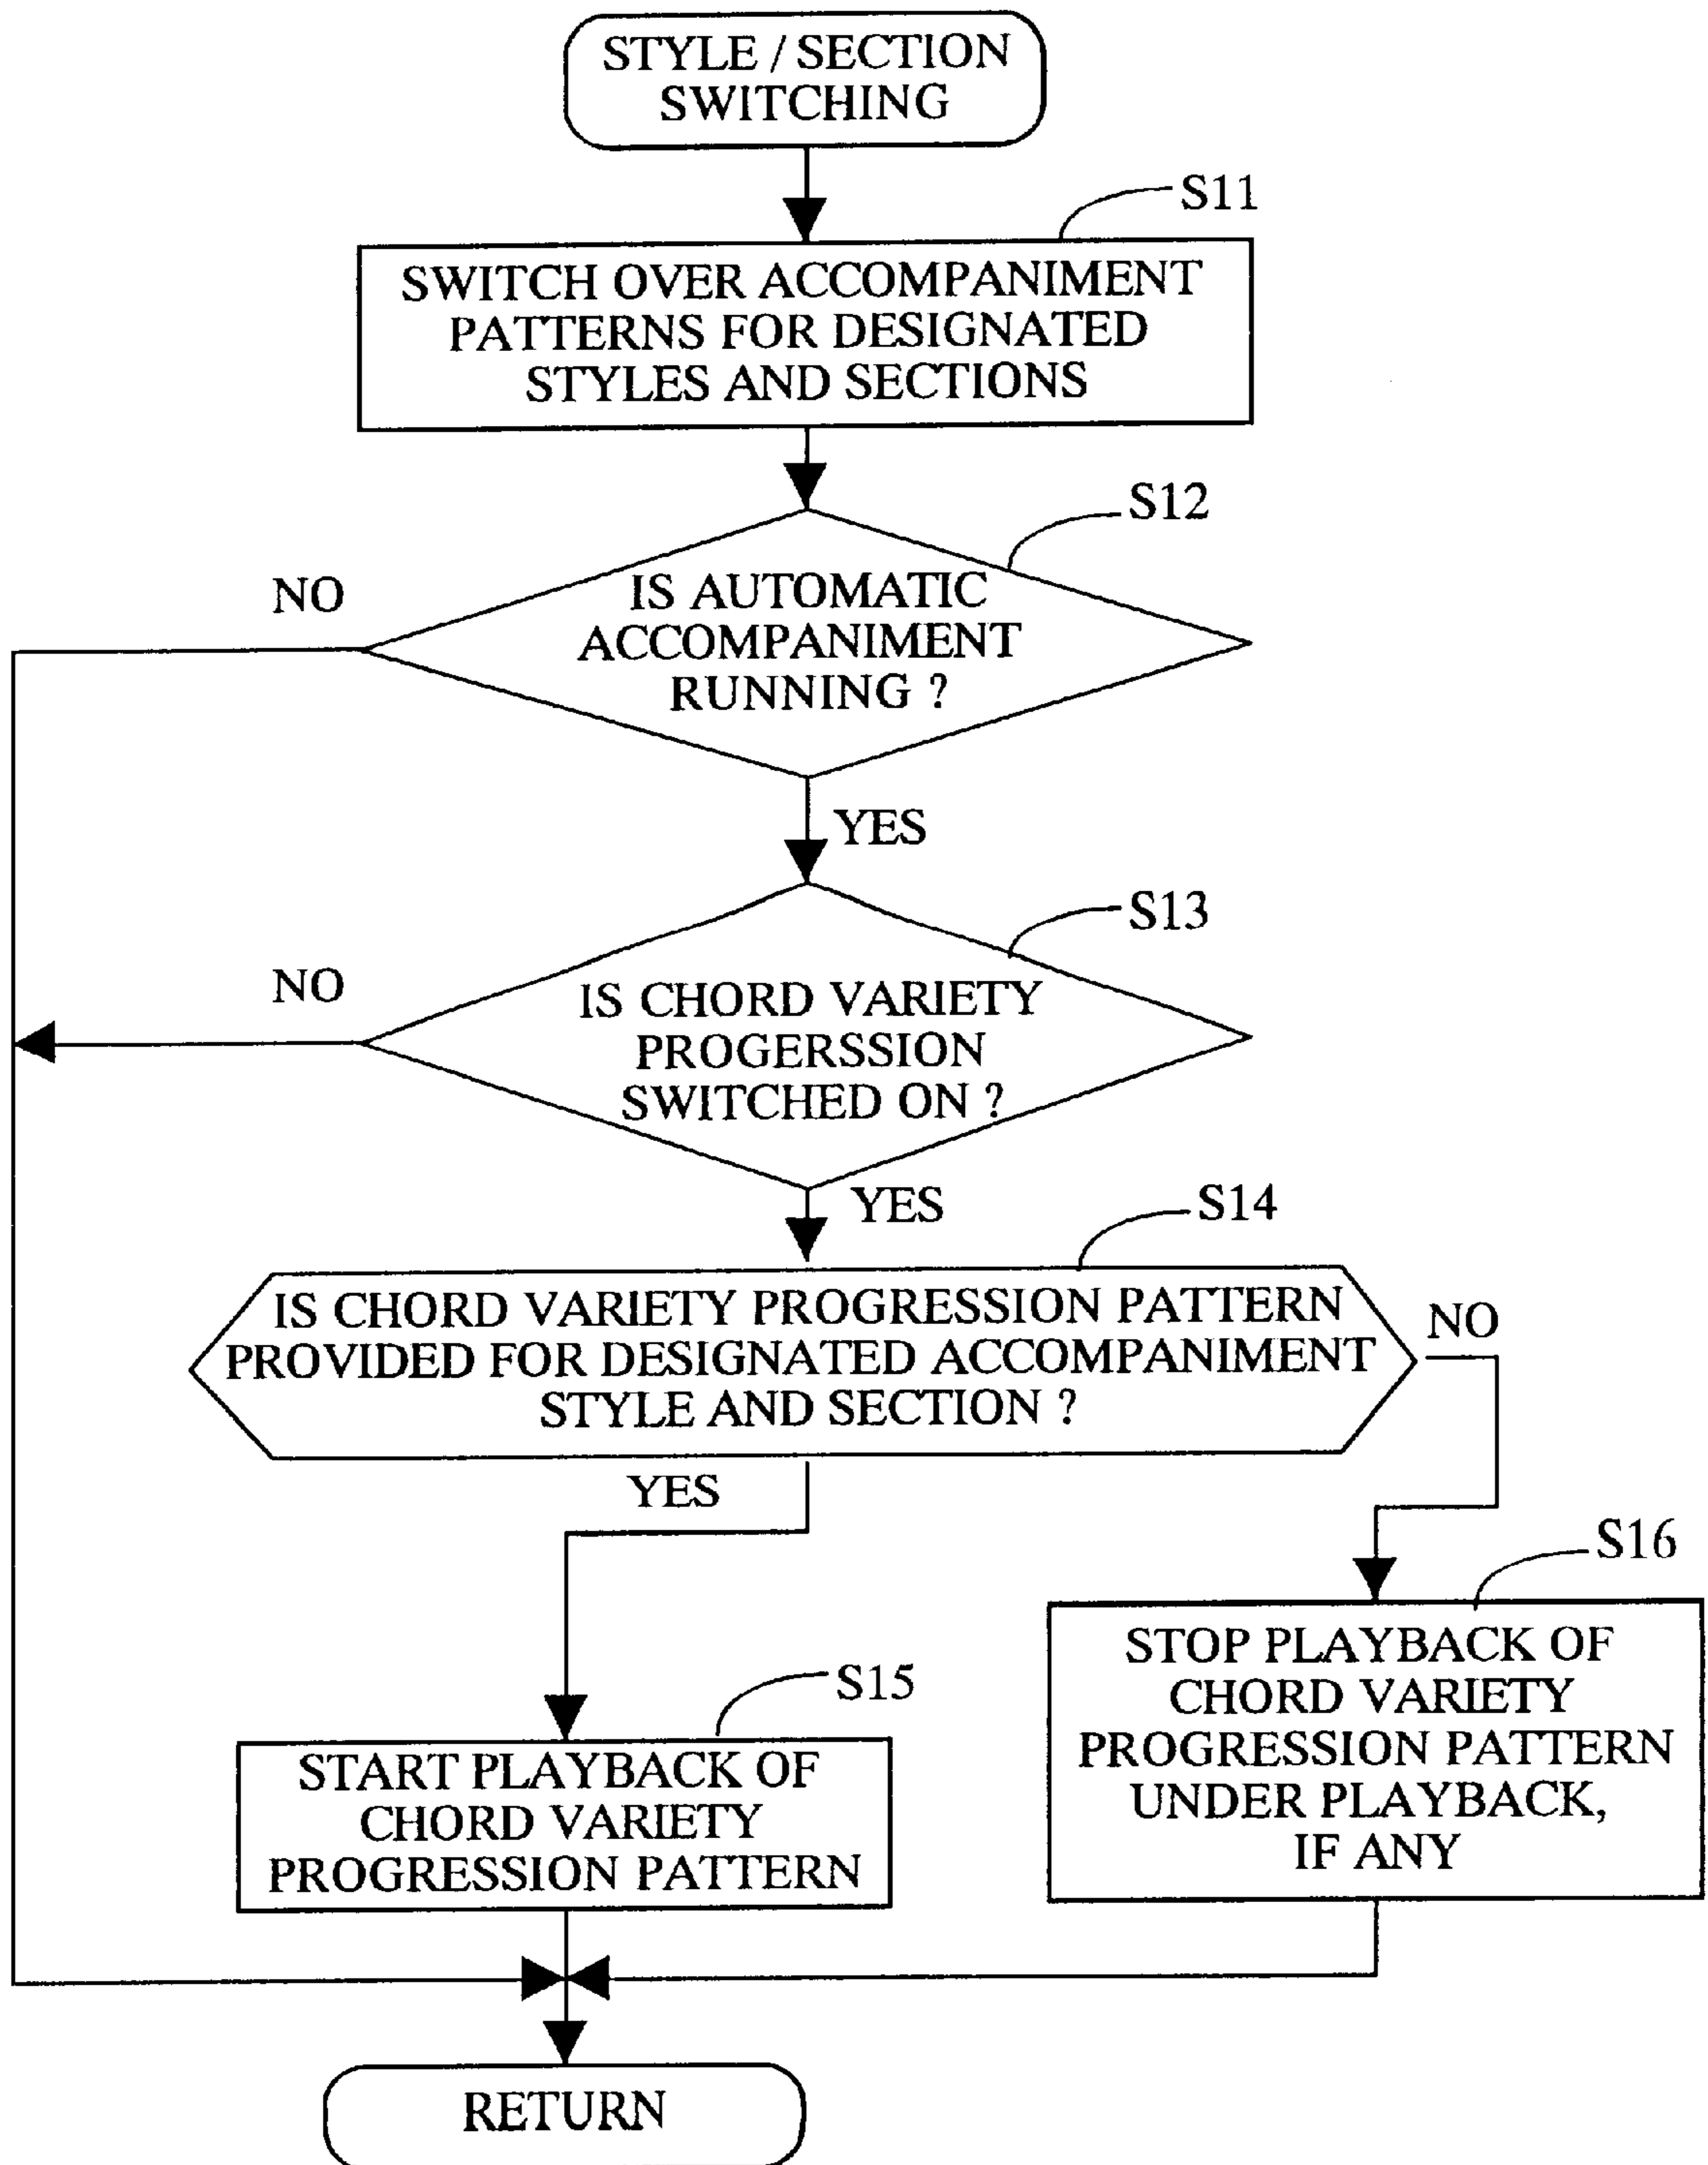 STYLE / SECTION
SWITCHING
S11
SWITCH OVER ACCOMPANIMENT
PATTERNS FOR DESIGNATED
STYLES AND SECTIONS
S12
NO
IS AUTOMATIC
ACCOMPANIMENT
RUNNING ?
YES
S13
NO
IS CHORD VARIETY
PROGERSSION
SWITCHED ON ?
YES
S14
IS CHORD VARIETY PROGRESSION PATTERN
PROVIDED FOR DESIGNATED ACCOMPANIMENT
STYLE AND SECTION ?
NO
YES
S16
STOP PLAYBACK OF
CHORD VARIETY
PROGRESSION PATTERN
UNDER PLAYBACK,
IF ANY
S15
START PLAYBACK OF
CHORD VARIETY
PROGRESSION PATTERN
RETURN